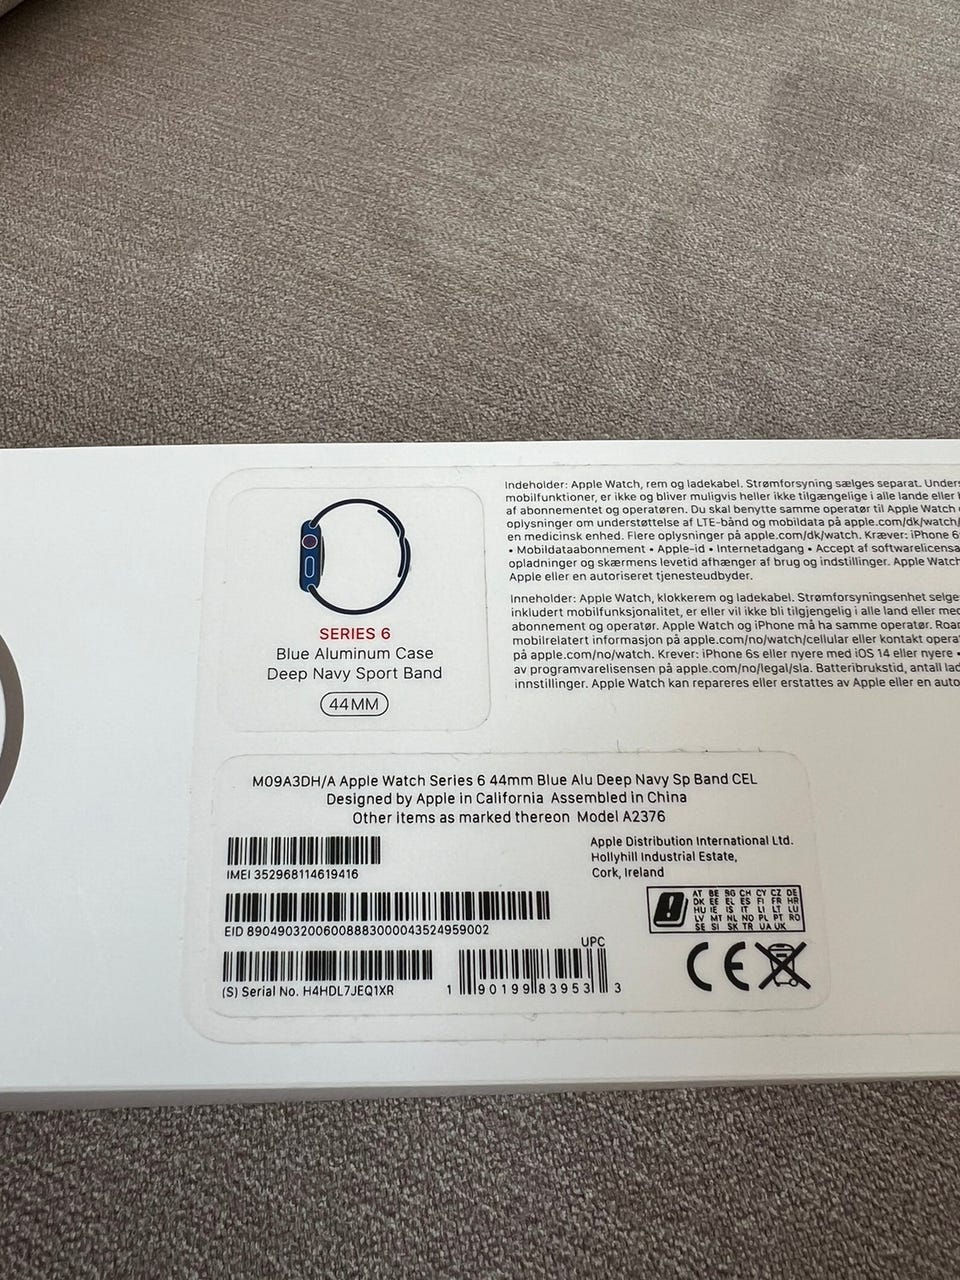 SERIES 6
Blue Aluminum Case
Deep Navy Sport Band
44MM
Indeholder: Apple Watch, rem og ladekabel. Strømforsyning sælges separat.
mobilfunktioner, er ikke og bliver muligvis heller ikke tilgængelige i alle lande eller
af abonnementet og operatøren. Du skal benytte samme operatør til Apple Watch
oplysninger om understøttelse af LTE-bånd og mobildata på apple.com/dk/watch/
en medicinsk enhed. Flere oplysninger på apple.com/dk/watch. Kræver: iPhone 6
• Mobildataabonnement • Apple-id • Internetadgang • Accept af softwarelicensa
opladninger og skærmens levetid afhænger af brug og indstillinger. Apple Watch
Apple eller en autoriseret tjenesteudbyder.
Inneholder: Apple Watch, klokkerem og ladekabel. Strømforsyningsenhet selge
inkludert mobilfunksjonalitet, er eller vil ikke bli tilgjengelig i alle land eller med
abonnement og operatør. Apple Watch og iPhone må ha samme operatør. Roa
mobilrelatert informasjon på apple.com/no/watch/cellular eller kontakt opera
på apple.com/no/watch. Krever: iPhone 6s eller nyere med iOS 14 eller nyere •
av programvarelisensen på apple.com/no/legal/sla. Batteribrukstid, antall lad
innstillinger. Apple Watch kan repareres eller erstattes av Apple eller en auto
M09A3DH/A Apple Watch Series 6 44mm Blue Alu Deep Navy Sp Band CEL
Designed by Apple in California Assembled in China
Other items as marked thereon Model A2376
IMEI 352968114619416
Apple Distribution International Ltd.
Hollyhill Industrial Estate,
Cork, Ireland
EID 89049032006008883000043524959002
AT BE BG CH CY CZ DE
DK EE EL ES FI FR HR
HU IE IS IT LI LT LU
LV MT NL NO PL PT RO
SE SI SK TR UA UK
(S) Serial No. H4HDL7JEQ1XR
UPC
1 90199 83953 3
CE